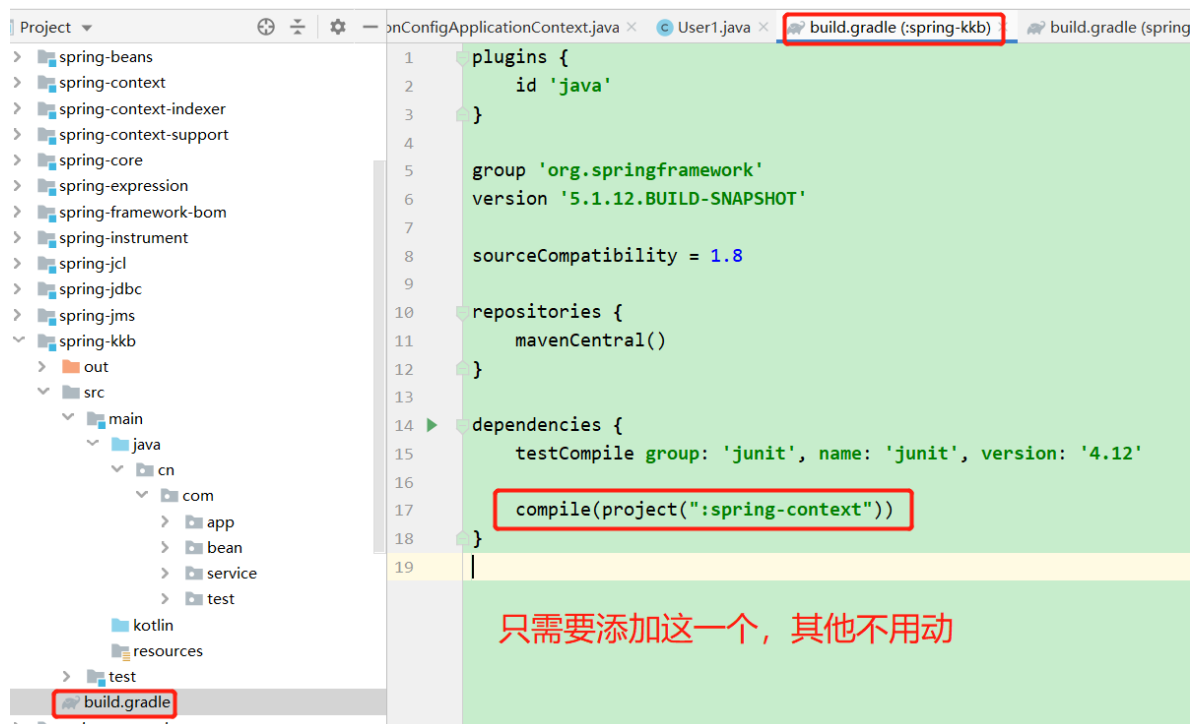 Project
onConfigApplicationContext.java
User1.java
build.gradle (:spring-kkb)
build.gradle (spring
spring-beans
spring-context
spring-context-indexer
spring-context-support
spring-core
spring-expression
spring-framework-bom
spring-instrument
spring-jcl
spring-jdbc
spring-jms
spring-kkb
out
src
main
java
cn
com
app
bean
service
test
kotlin
resources
test
build.gradle
1 plugins {
2 id 'java'
3 }
4
5 group 'org.springframework'
6 version '5.1.12.BUILD-SNAPSHOT'
7
8 sourceCompatibility = 1.8
9
10 repositories {
11 mavenCentral()
12 }
13
14 dependencies {
15 testCompile group: 'junit', name: 'junit', version: '4.12'
16
17 compile(project(":spring-context"))
18 }
19
只需要添加这一个，其他不用动